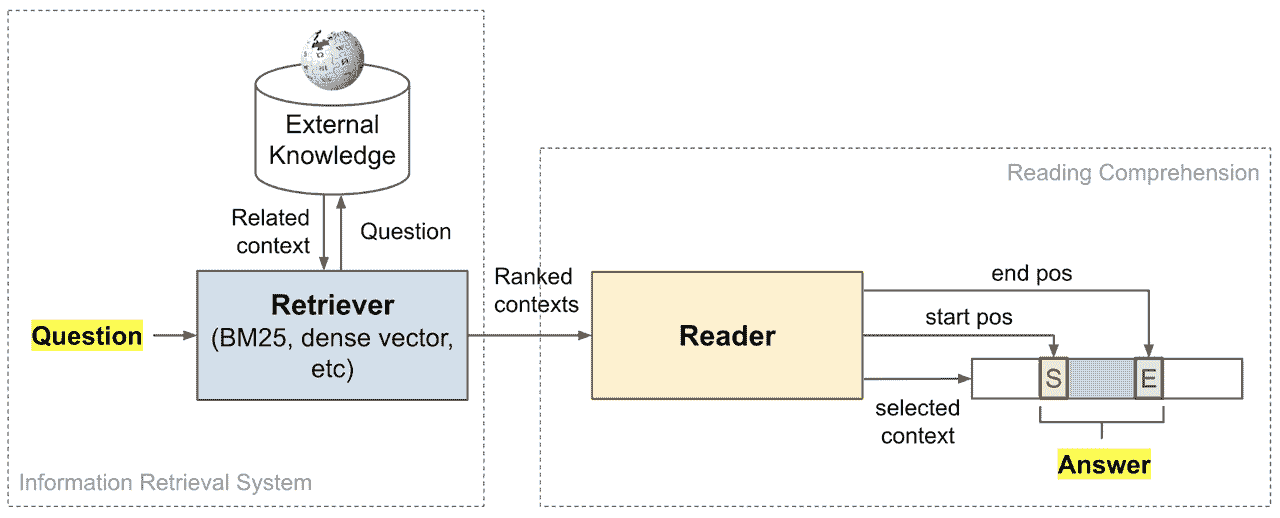 External
Knowledge
Related
context
Question
Question
Retriever
(BM25, dense vector,
etc)
Information Retrieval System
Ranked
contexts
Reading Comprehension
Reader
end pos
start pos
selected
context
S
E
Answer